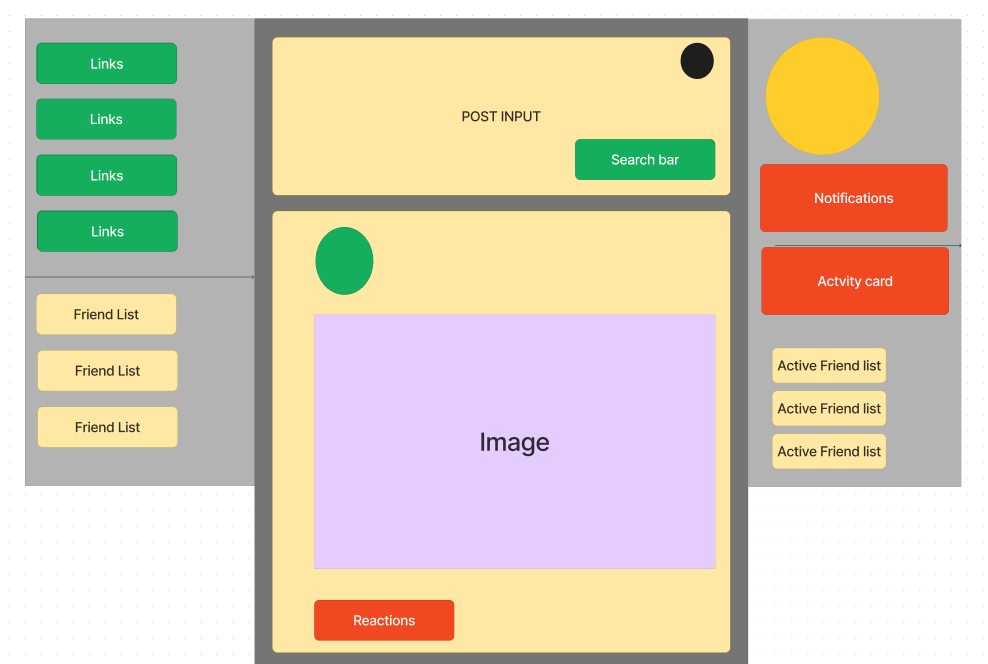 Links
Links
Links
Links
Friend List
Friend List
Friend List
POST INPUT
Search bar
Image
Reactions
Notifications
Actvity card
Active Friend list
Active Friend list
Active Friend list